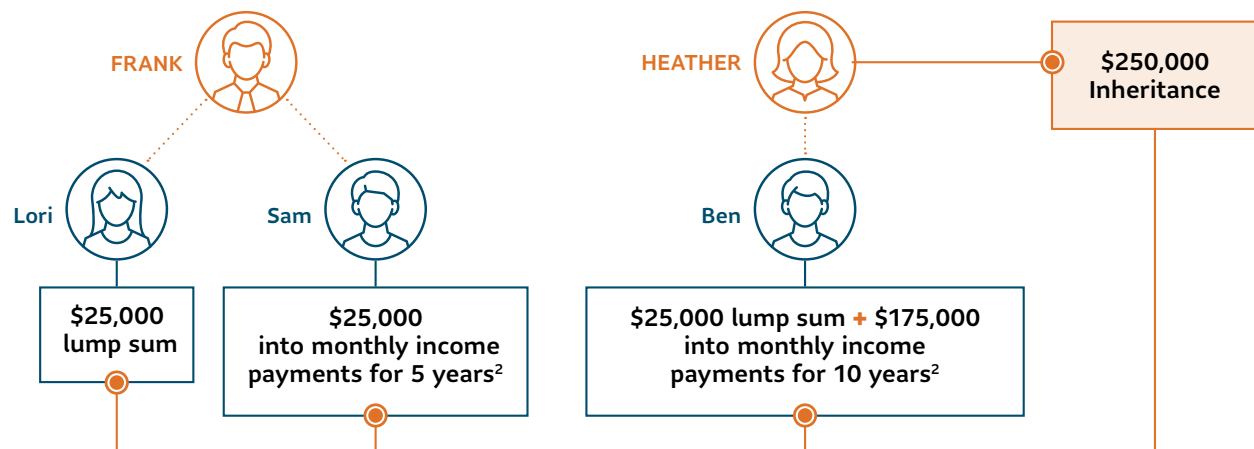 FRANK
HEATHER
$250,000
Inheritance
Lori
Sam
Ben
$25,000
lump sum
$25,000
into monthly income
payments for 5 years²
$25,000 lump sum + $175,000
into monthly income
payments for 10 years²